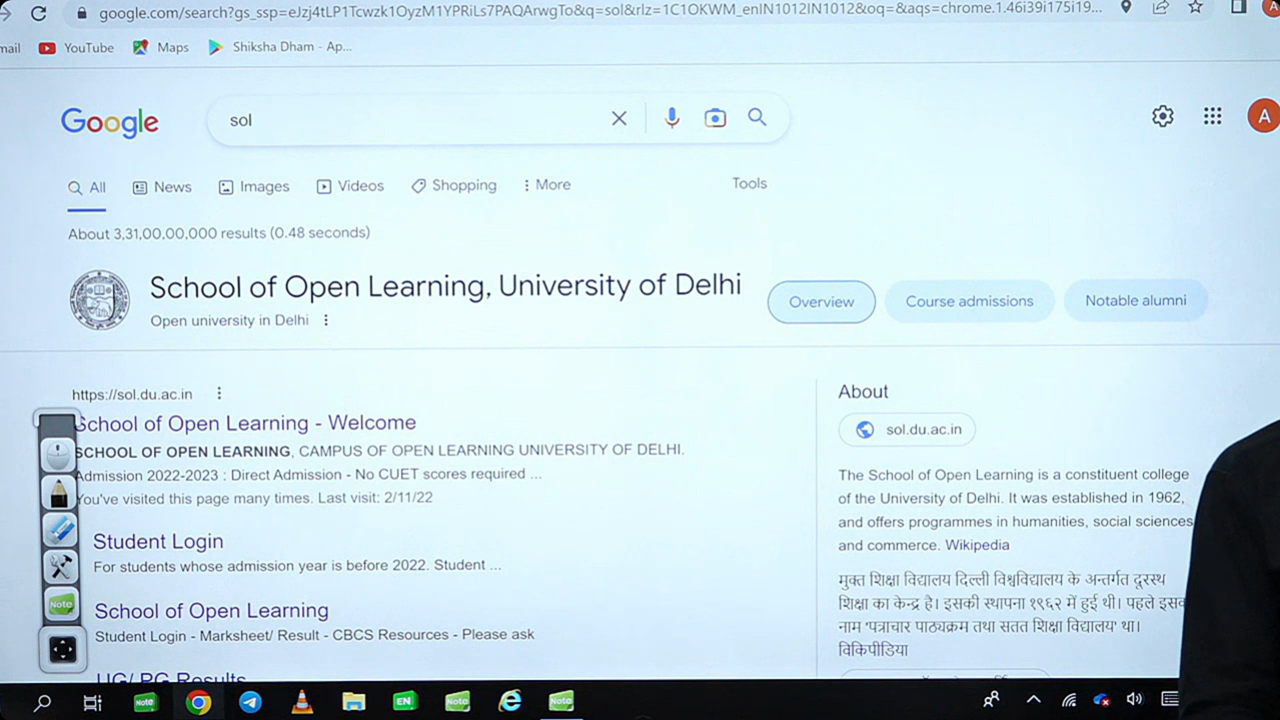 google.com/search?gs_ssp=eJzj4tLP1Tcwzk1OyzM1YPRiLs7PAQArwgTo&q=sol&rlz=1C1OKWM_enIN1012IN1012&oq=&aqs=chrome.1.46i39i175i19...
A
YouTube
Maps
Shiksha Dham - Ap...
Google
sol
A
All
News
Images
Videos
Shopping
More
Tools
About 3,31,00,00,000 results (0.48 seconds)
School of Open Learning, University of Delhi
Open university in Delhi
Overview
Course admissions
Notable alumni
https://sol.du.ac.in
School of Open Learning - Welcome
SCHOOL OF OPEN LEARNING, CAMPUS OF OPEN LEARNING UNIVERSITY OF DELHI.
Admission 2022-2023 : Direct Admission - No CUET scores required ...
You've visited this page many times. Last visit: 2/11/22
Student Login
For students whose admission year is before 2022. Student ...
School of Open Learning
Student Login - Marksheet/ Result - CBCS Resources - Please ask
UG/ PG Results
About
sol.du.ac.in
The School of Open Learning is a constituent college
of the University of Delhi. It was established in 1962,
and offers programmes in humanities, social sciences
and commerce. Wikipedia
मुक्त शिक्षा विद्यालय दिल्ली विश्वविद्यालय के अन्तर्गत दूरस्थ
शिक्षा का केन्द्र है। इसकी स्थापना १९६२ में हुई थी। पहले
नाम 'पत्राचार पाठ्यक्रम तथा सतत शिक्षा विद्यालय' था।
विकिपीडिया
Note
Note
EN
Note
Note